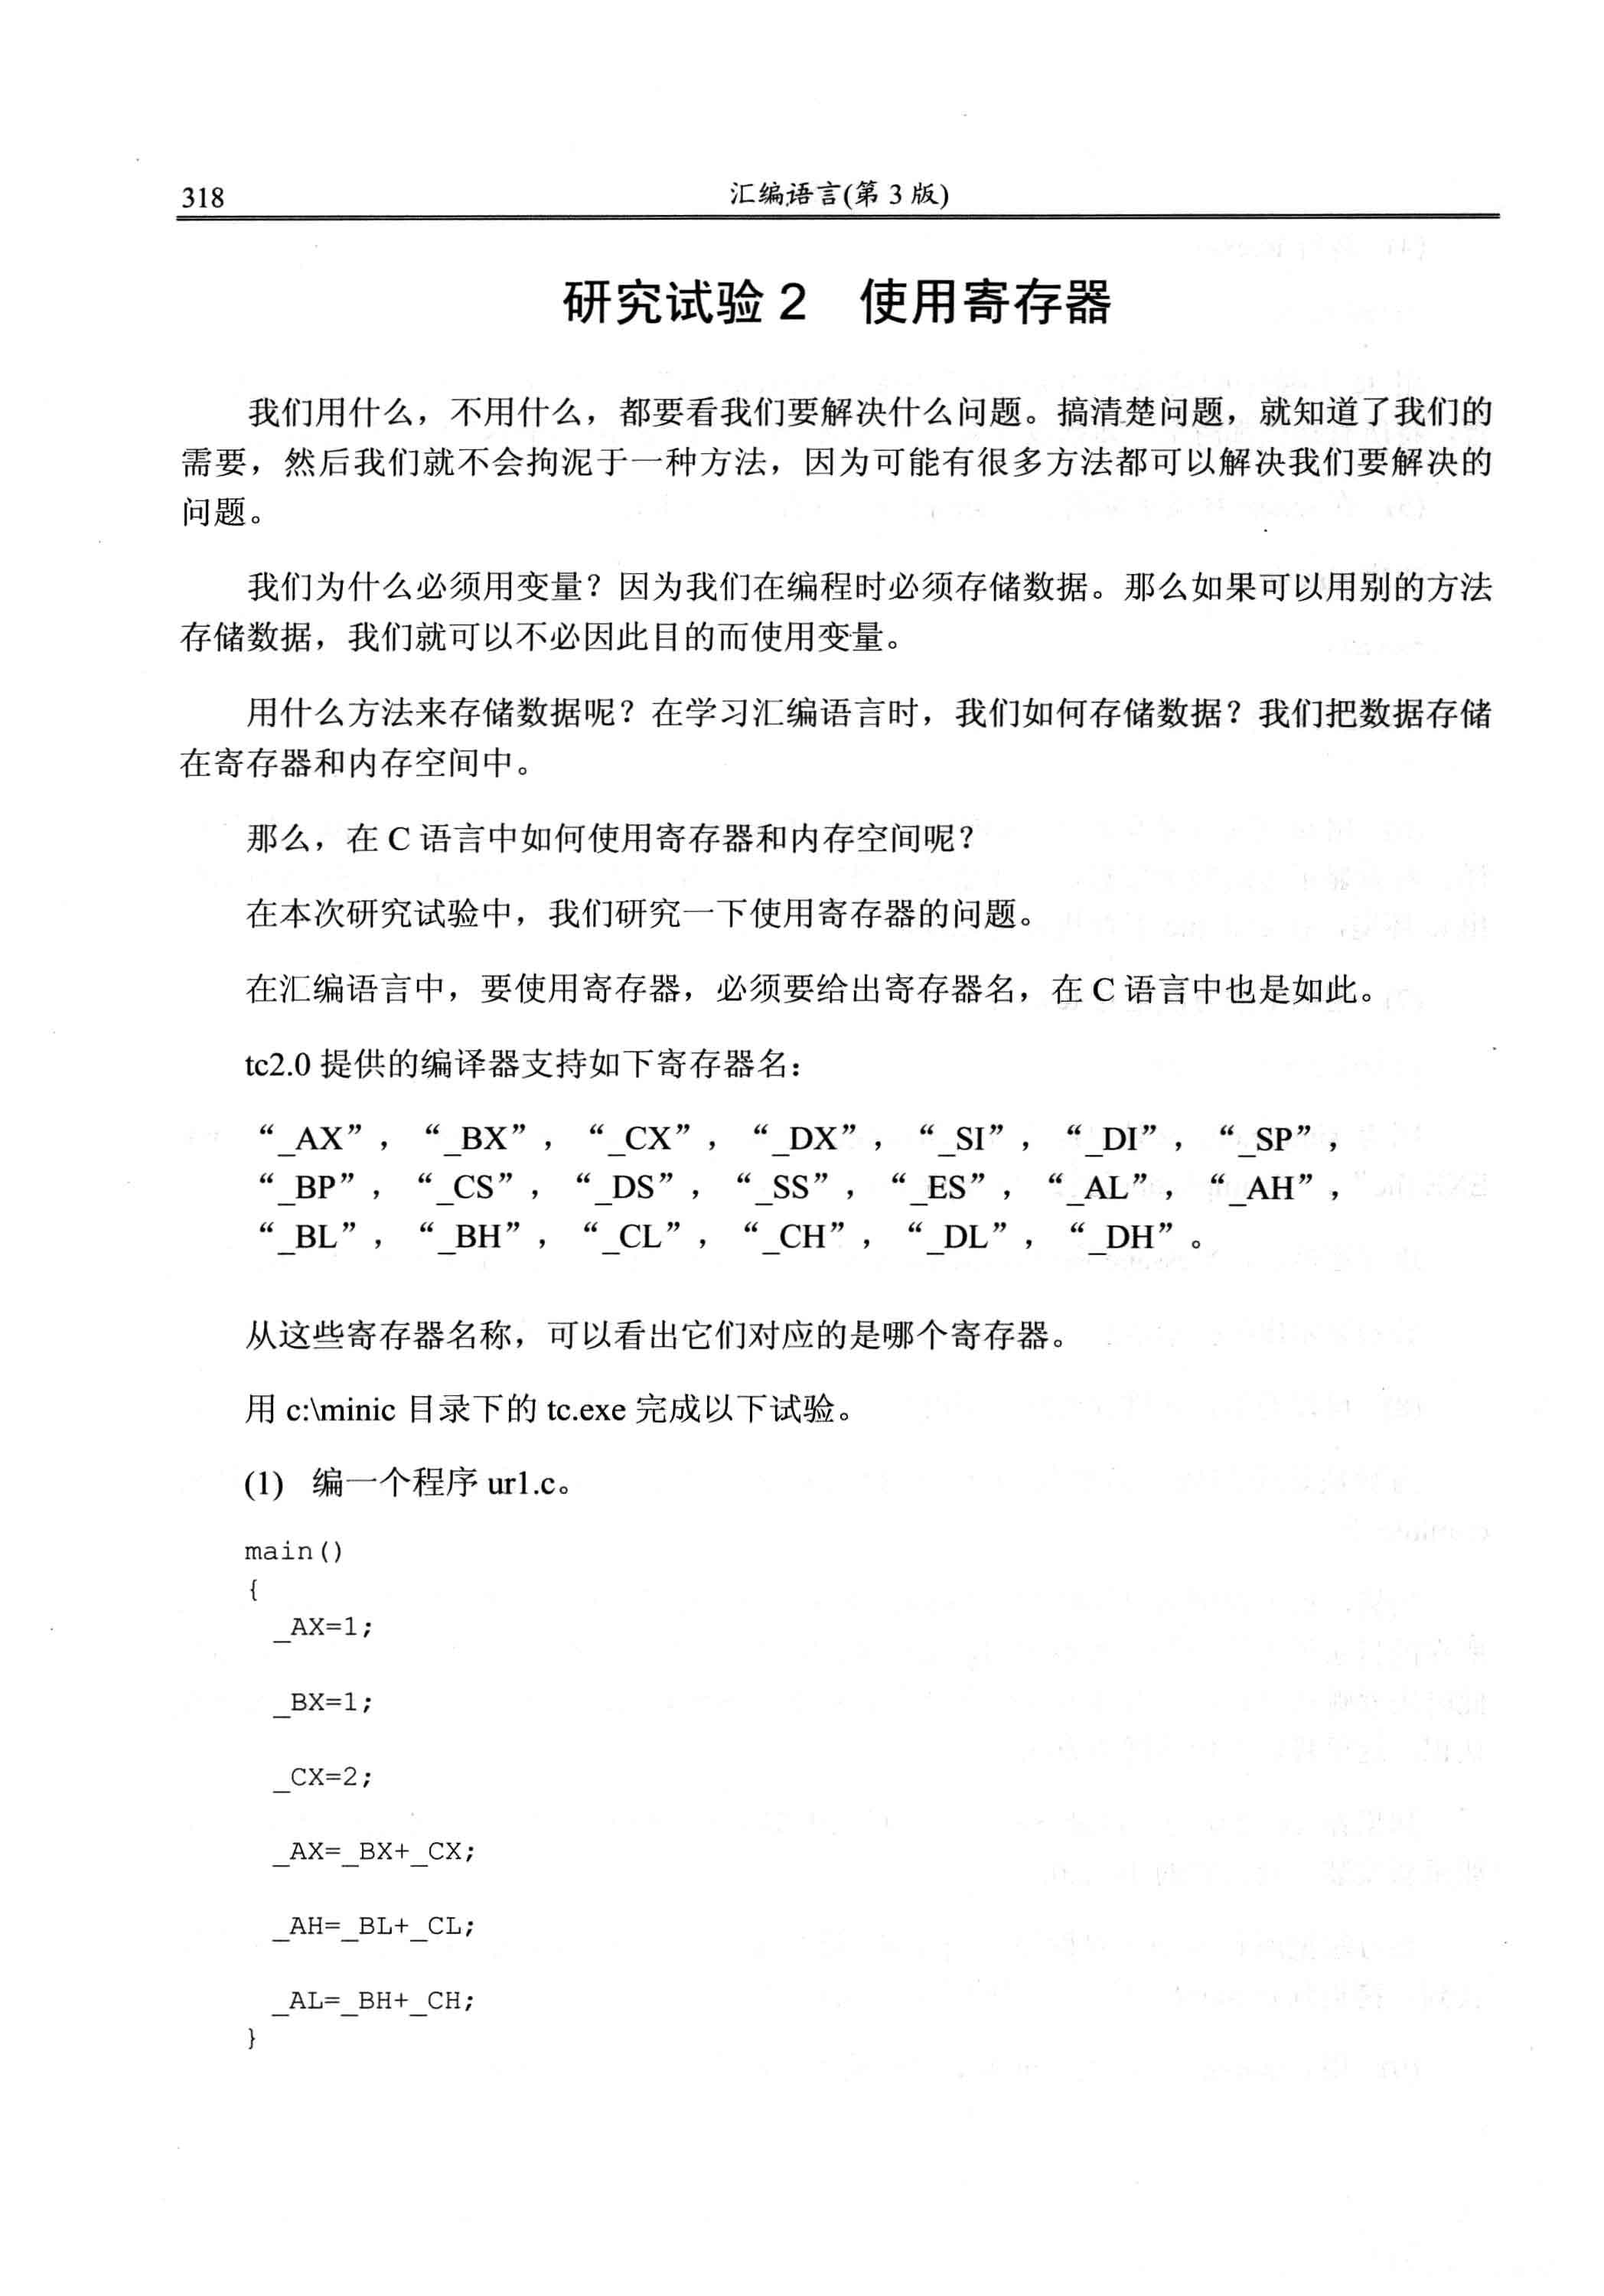 318
汇编语言(第 3 版)
研究试验 2 使用寄存器
我们用什么，不用什么，都要看我们要解决什么问题。搞清楚问题，就知道了我们的
需要，然后我们就不会拘泥于一种方法，因为可能有很多方法都可以解决我们要解决的
问题。
我们为什么必须用变量？因为我们在编程时必须存储数据。那么如果可以用别的方法
存储数据，我们就可以不必因此目的而使用变量。
用什么方法来存储数据呢？在学习汇编语言时，我们如何存储数据？我们把数据存储
在寄存器和内存空间中。
那么，在 C 语言中如何使用寄存器和内存空间呢？
在本次研究试验中，我们研究一下使用寄存器的问题。
在汇编语言中，要使用寄存器，必须要给出寄存器名，在 C 语言中也是如此。
tc2.0 提供的编译器支持如下寄存器名：
“_AX”，“_BX”，“_CX”，“_DX”，“_SI”，“_DI”，“_SP”，
“_BP”，“_CS”，“_DS”，“_SS”，“_ES”，“_AL”，“_AH”，
“_BL”，“_BH”，“_CL”，“_CH”，“_DL”，“_DH”。
从这些寄存器名称，可以看出它们对应的是哪个寄存器。
用 c:\minic 目录下的 tc.exe 完成以下试验。
(1) 编一个程序 ur1.c。
main()
{
_AX=1;
_BX=1;
_CX=2;
_AX=_BX+_CX;
_AH=_BL+_CL;
_AL=_BH+_CH;
}